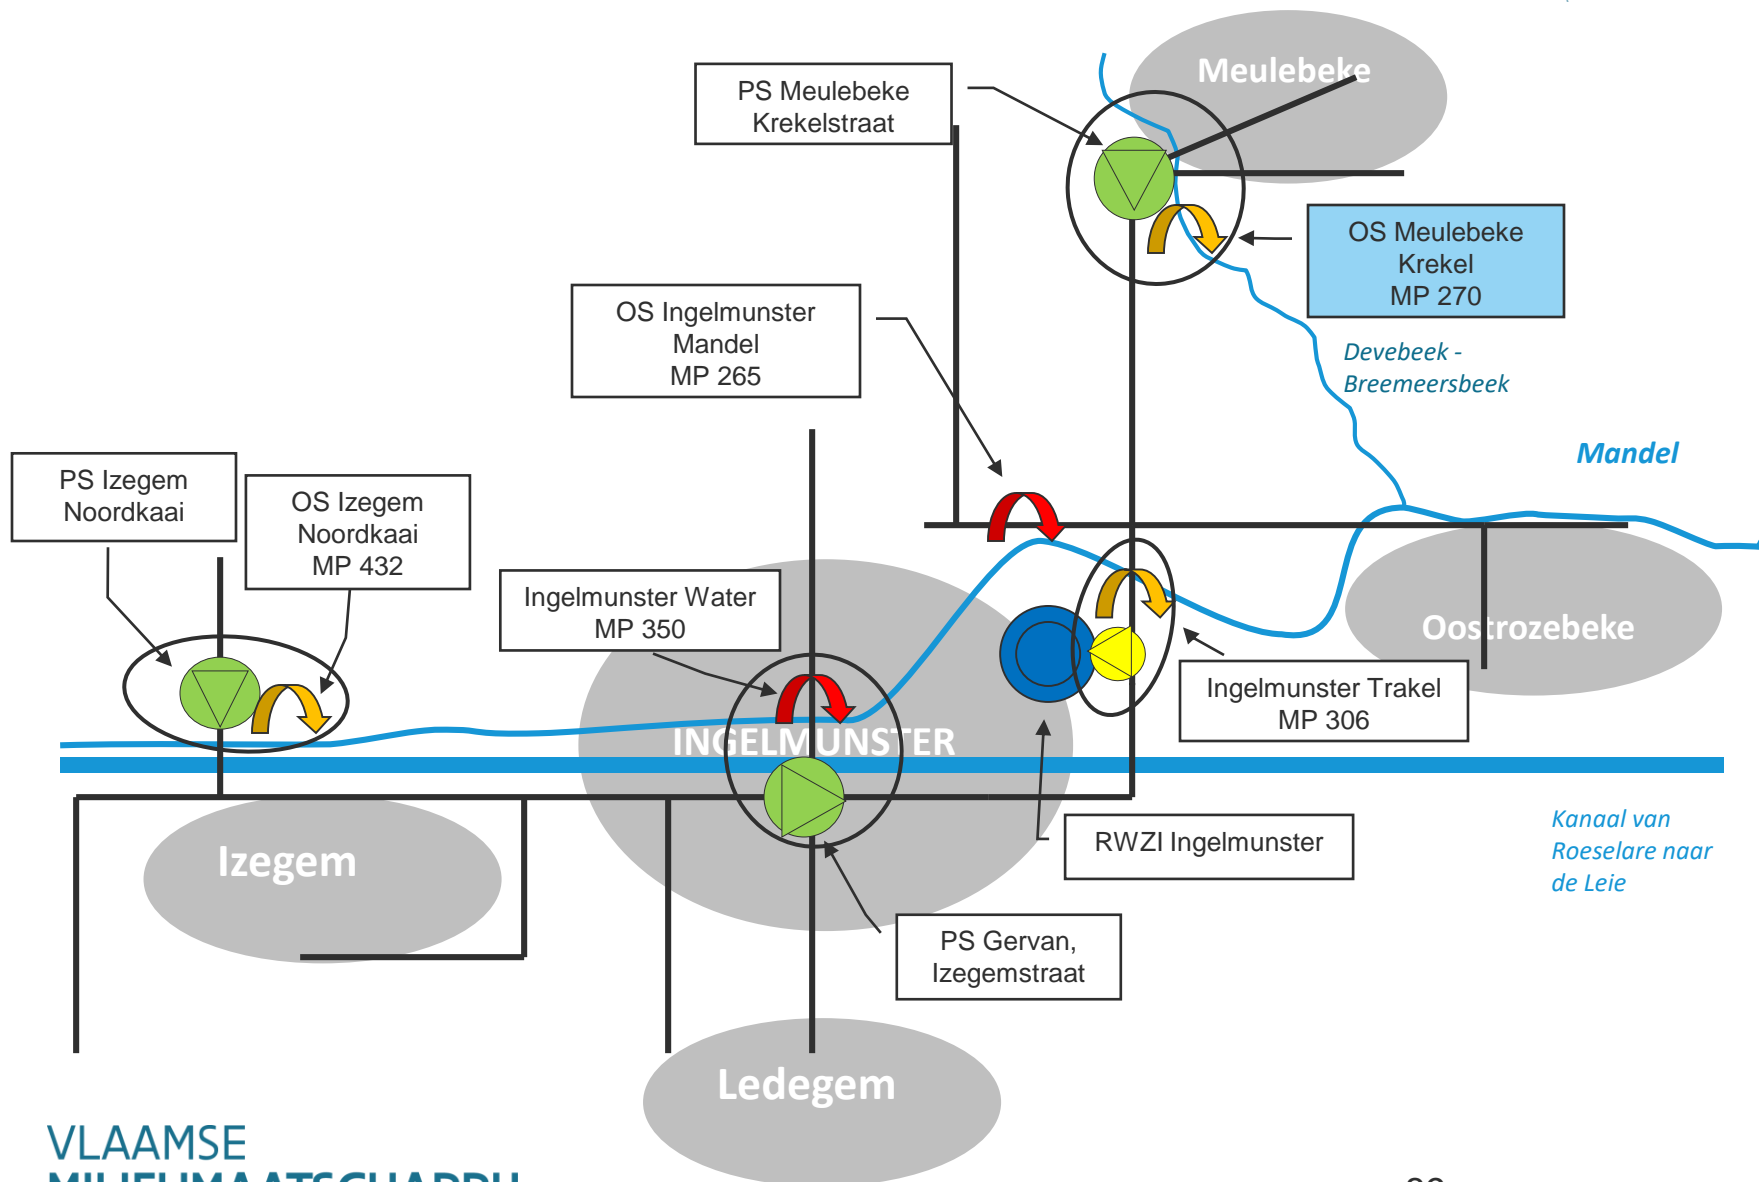 Meulebeke
PS Meulebeke
Krekelstraat
OS Meulebeke
Krekel
MP 270
OS Ingelmunster
Mandel
MP 265
Devebeek -
Breemeersbeek
Mandel
PS Izegem
Noordkaai
OS Izegem
Noordkaai
MP 432
Ingelmunster Water
MP 350
Oostrozebeke
Ingelmunster Trakel
MP 306
INGELMUNSTER
Kanaal van
Roeselare naar
de Leie
RWZI Ingelmunster
Izegem
PS Gervan,
Izegemstraat
Ledegem
VLAAMSE
MILIEUMAATSCHAPPIJ